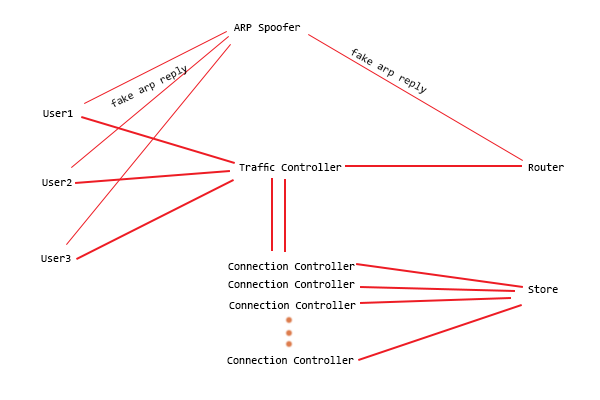 ARP Spoofer
fake arp reply
fake arp reply
User1
Traffic Controller
Router
User2
User3
Connection Controller
Connection Controller
Store
Connection Controller
Connection Controller